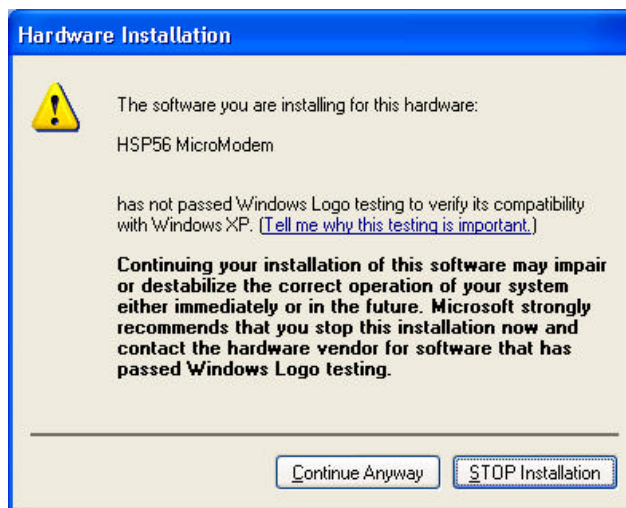 Hardware Installation
The software you are installing for this hardware:
HSP56 MicroModem
has not passed Windows Logo testing to verify its compatibility
with Windows XP. (Tell me why this testing is important.)
Continuing your installation of this software may impair
or destabilize the correct operation of your system
either immediately or in the future. Microsoft strongly
recommends that you stop this installation now and
contact the hardware vendor for software that has
passed Windows Logo testing.
Continue Anyway STOP Installation